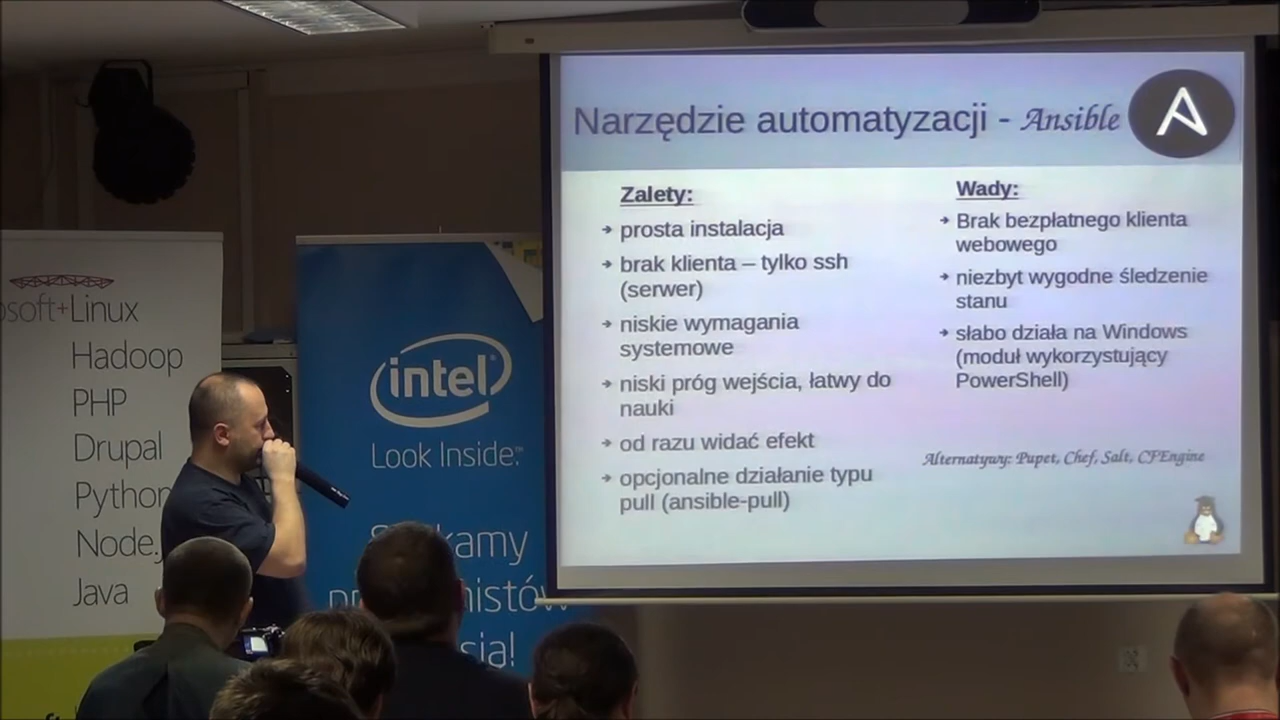 Narzędzie automatyzacji - Ansible
Zalety:
prosta instalacja
brak klienta – tylko ssh
(serwer)
niskie wymagania
systemowe
niski próg wejścia, łatwy do
nauki
od razu widać efekt
opcjonalne działanie typu
pull (ansible-pull)
Wady:
Brak bezpłatnego klienta
webowego
niezbyt wygodne śledzenie
stanu
słabo działa na Windows
(moduł wykorzystujący
PowerShell)
Alternatywy: Pupet, Chef, Salt, CFEngine
osoft+Linux
Hadoop
PHP
Drupal
Python
Node.
Java
intel
Look Inside.™